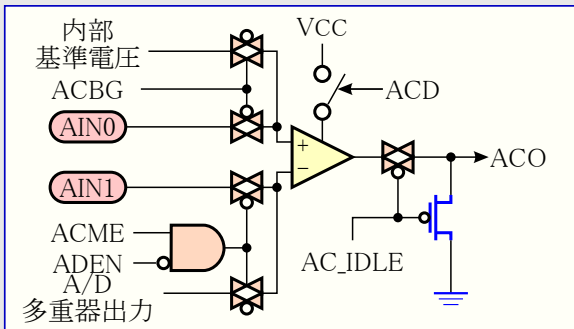 内部
基準電圧
ACBG
AIN0
AIN1
ACME
ADEN
A/D
多重器出力
VCC
ACD
+
−
ACO
AC_IDLE